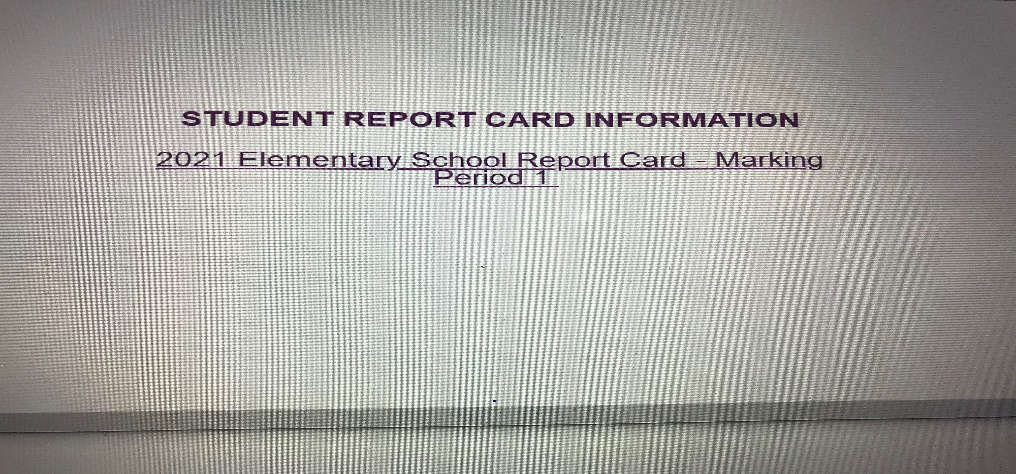 STUDENT REPORT CARD INFORMATION
2021 Elementary School Report Card - Marking
Period 1